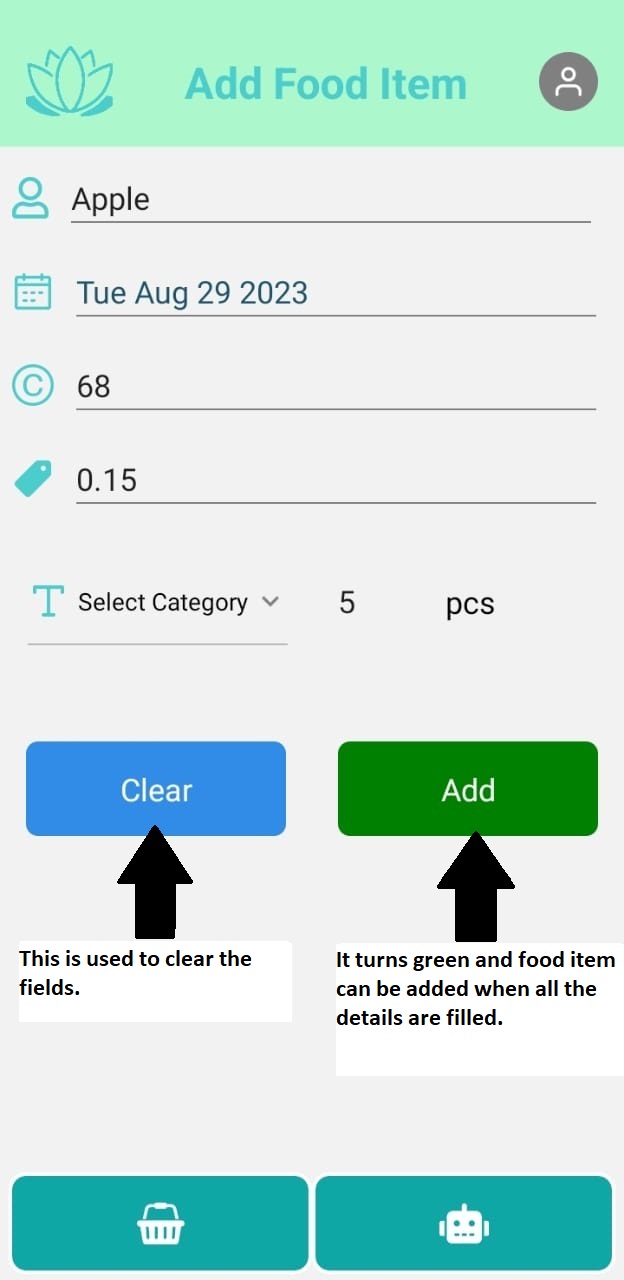 Add Food Item
Apple
Tue Aug 29 2023
C 68
0.15
T Select Category 5 pcs
Clear Add
This is used to clear the
fields.
It turns green and food item
can be added when all the
details are filled.